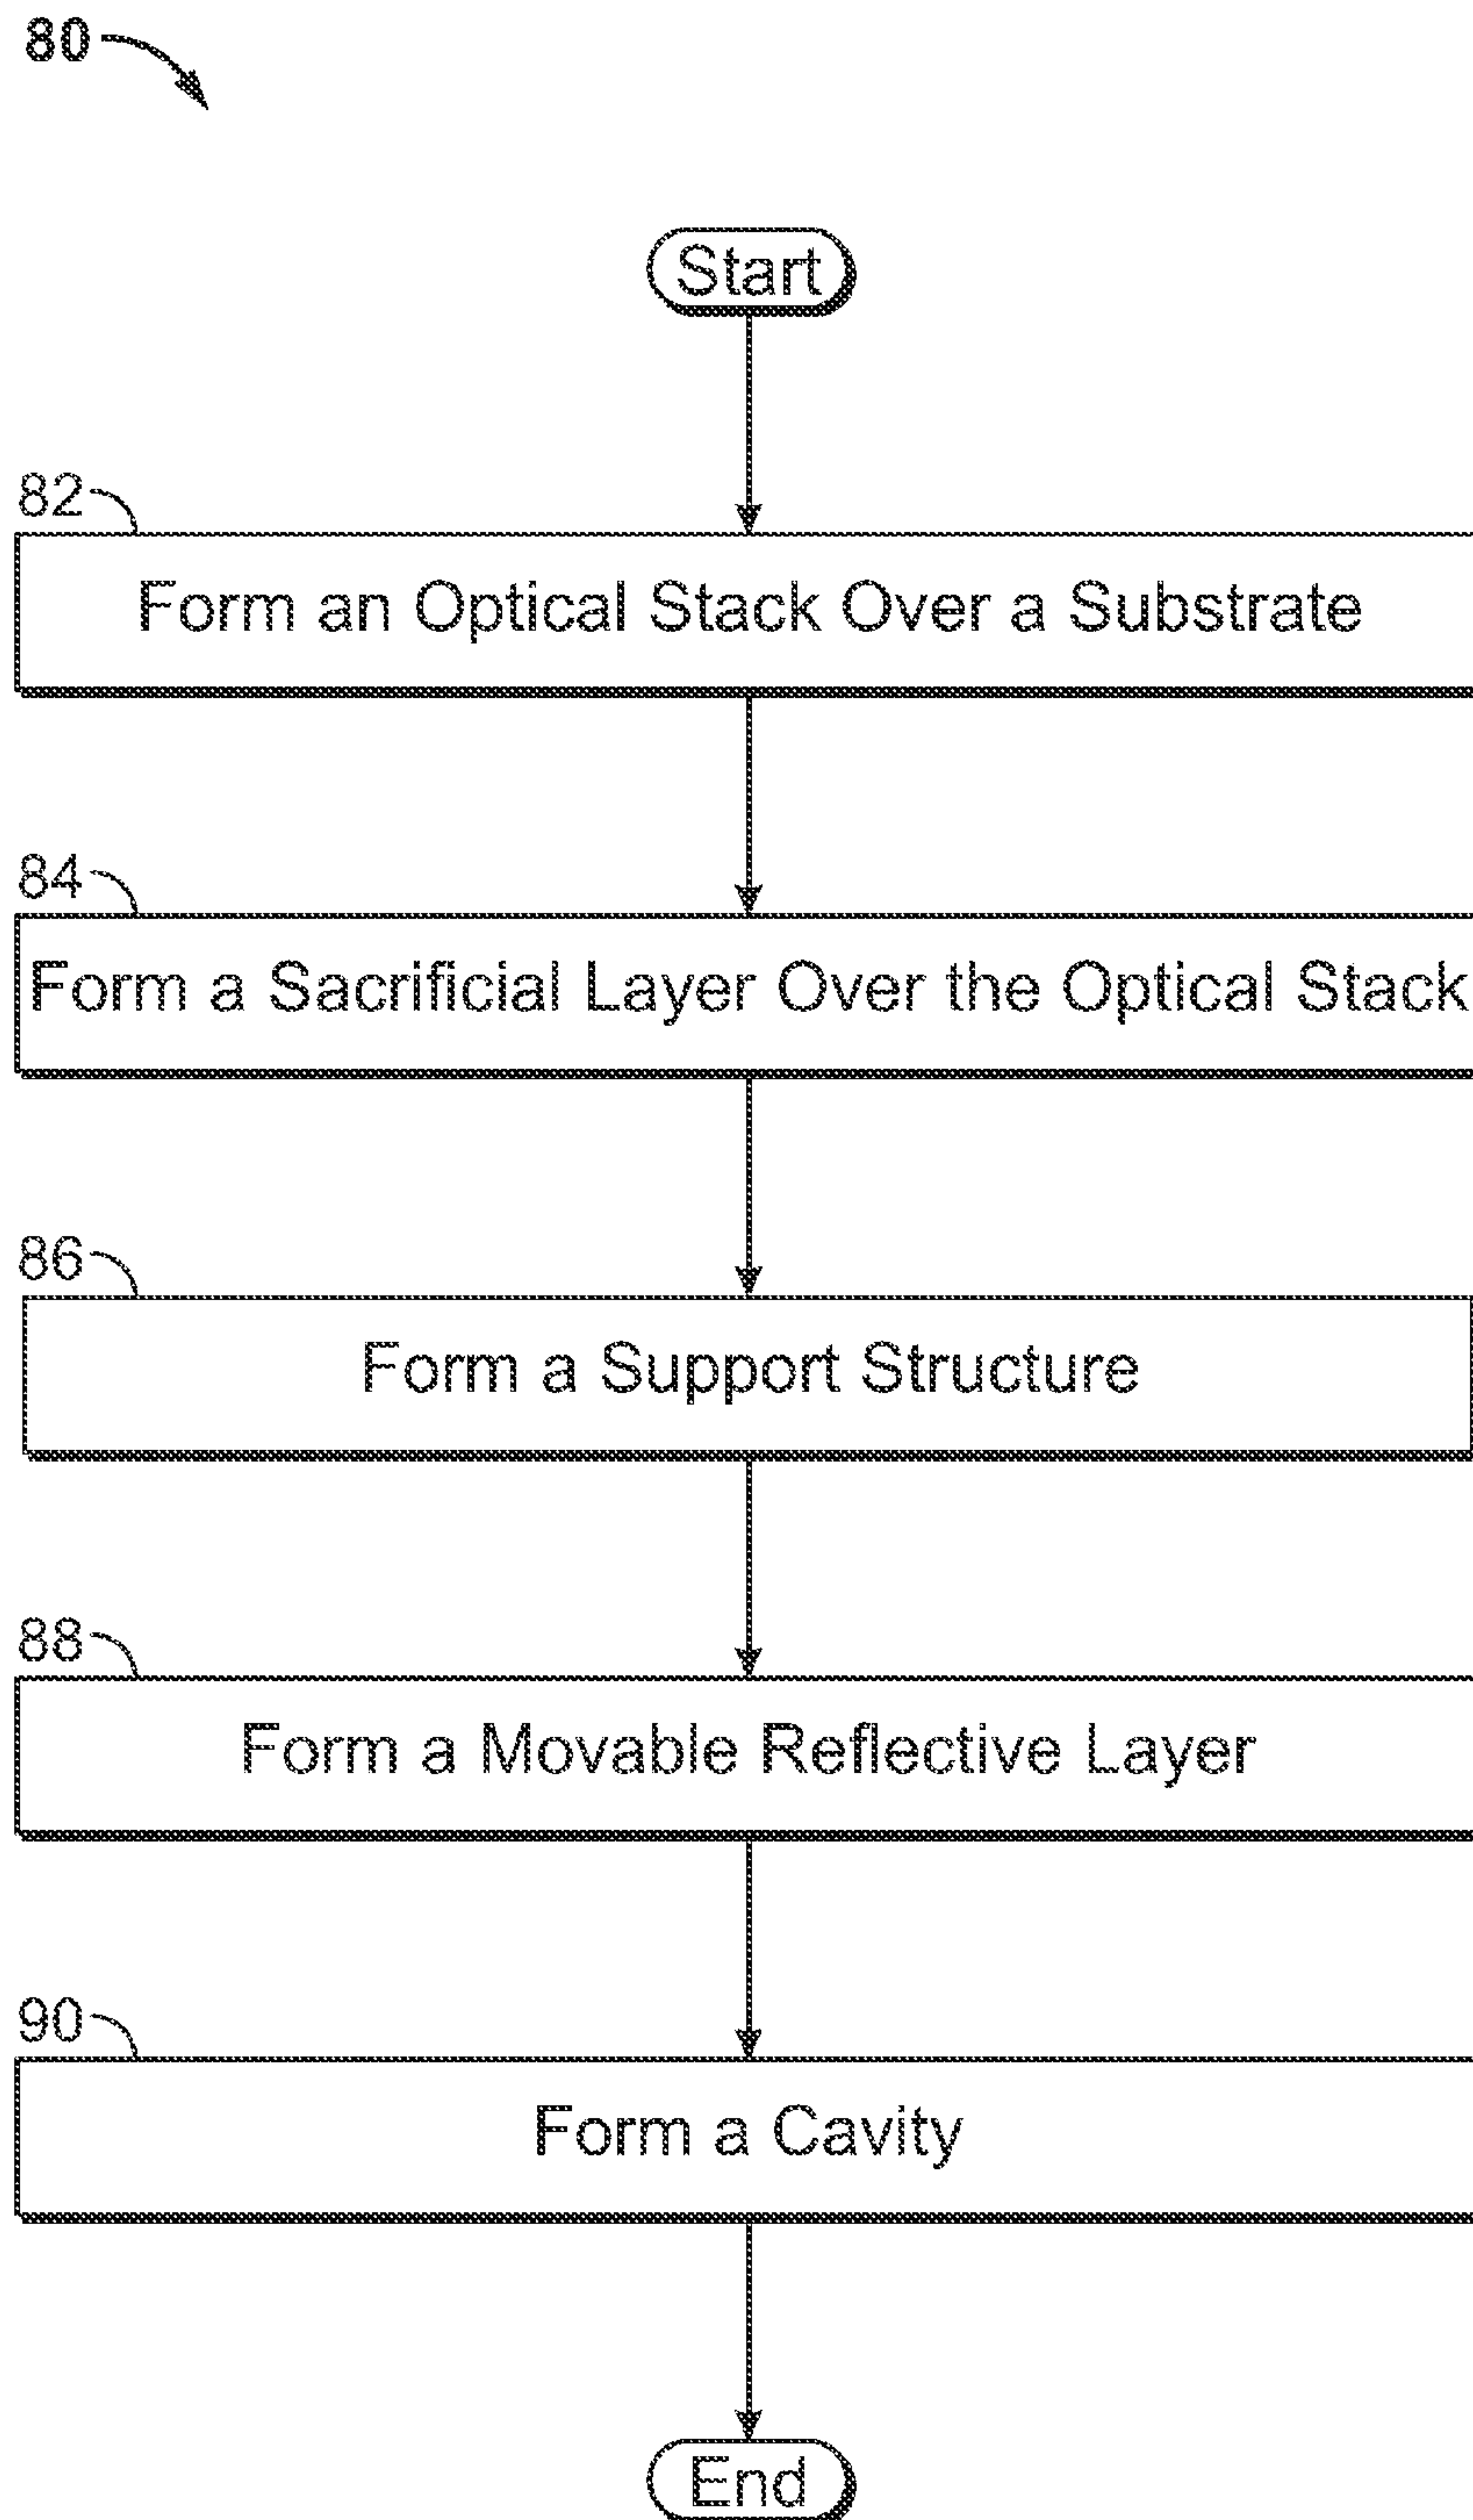 80
Start
82
Form an Optical Stack Over a Substrate
84
Form a Sacrificial Layer Over the Optical Stack
86
Form a Support Structure
88
Form a Movable Reflective Layer
90
Form a Cavity
End